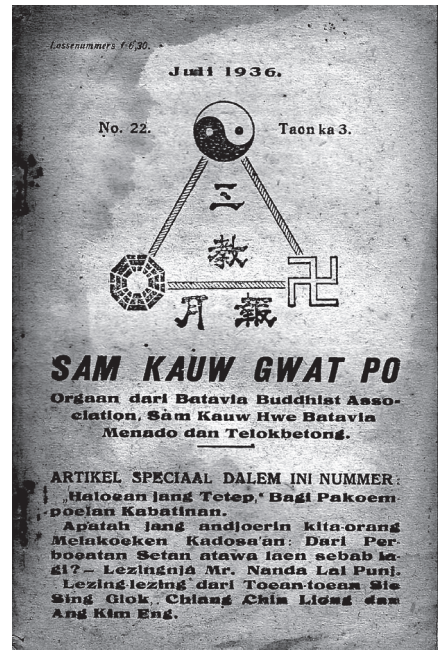 Lossenummers f 0,30.
Juli 1936.
No. 22. Taon ka 3.
三
教
月報
SAM KAUW GWAT PO
Orgaan dari Batavia Buddhist Asso-
ciation, Sam Kauw Hwe Batavia
Menado dan Telokbetong.
ARTIKEL SPECIAAL DALEM INI NUMMER:
„Haloean jang Tetep,“ Bagi Pakoem-
poelan Kabatinan.
Apatah jang andjoerin kita-orang
Melakoeken Kadosa'an: Dari Per-
boeatan Setan atawa laen sebab la-
gi? — Lezingnja Mr. Nanda Lal Punj.
Lezing-lezing dari Toean-toean Sie
Sing Giok, Chiang Chin Liong dan
Ang Kim Eng.